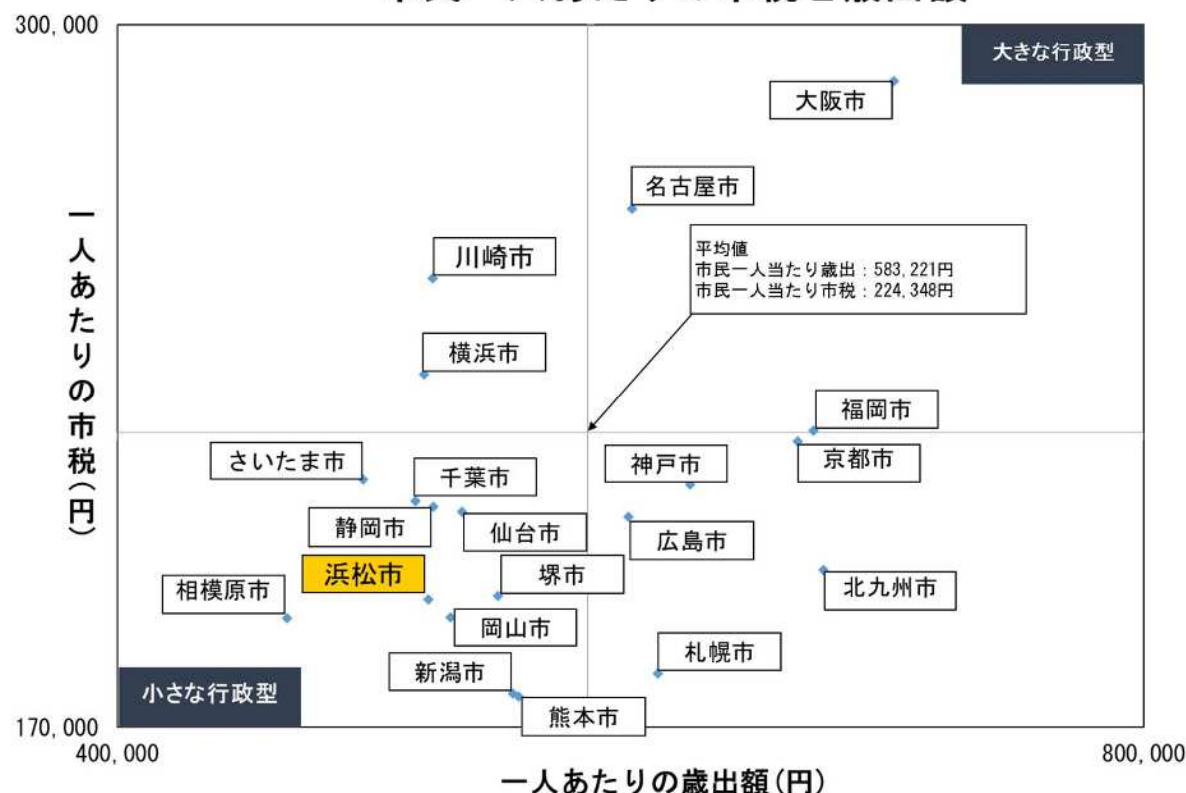 300,000
大きな行政型
大阪市
名古屋市
川崎市
平均値
市民一人当たり歳出：583,221円
市民一人当たり市税：224,348円
横浜市
福岡市
さいたま市
千葉市
神戸市
京都市
静岡市
仙台市
広島市
浜松市
堺市
相模原市
岡山市
北九州市
新潟市
札幌市
小さな行政型
熊本市
170,000
400,000
800,000
一人あたりの市税(円)
一人あたりの歳出額(円)